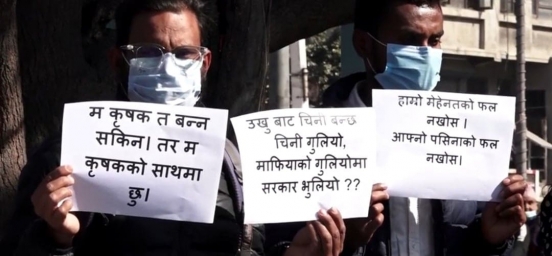 म कृषक त बन्न
सकिन। तर म
कृषकको साथमा
छु।
उखु बाट चिनी बन्छ
चिनी गुलियो,
माफियाको गुलियोमा
सरकार भुलियो ??
हाम्रो मेहेनतको फल
नखोस ।
आफ्नो पसिनाको फल
नखोस।